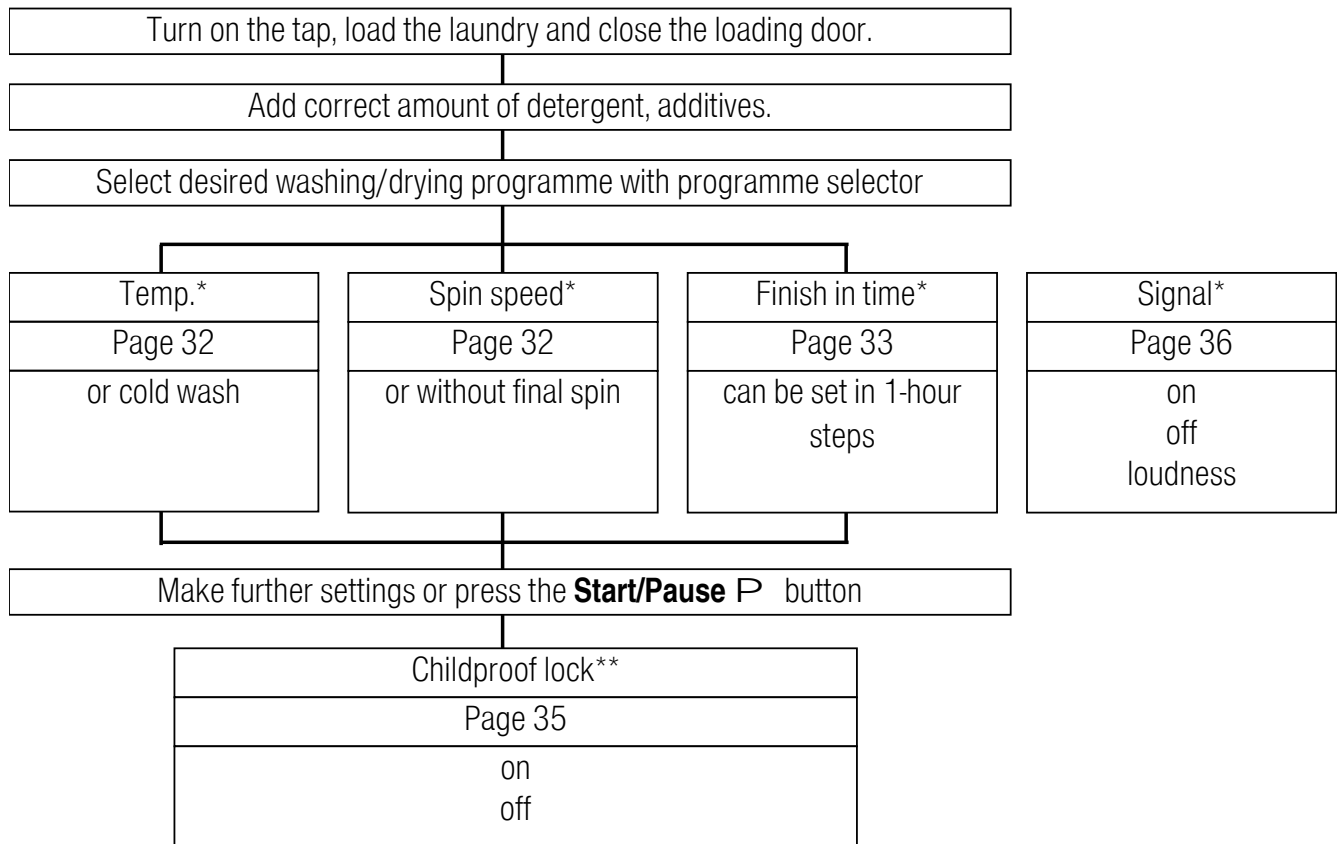 Turn on the tap, load the laundry and close the loading door.
Add correct amount of detergent, additives.
Select desired washing/drying programme with programme selector
Temp.*
Page 32
or cold wash
Spin speed*
Page 32
or without final spin
Finish in time*
Page 33
can be set in 1-hour
steps
Signal*
Page 36
on
off
loudness
Make further settings or press the Start/Pause P button
Childproof lock**
Page 35
on
off